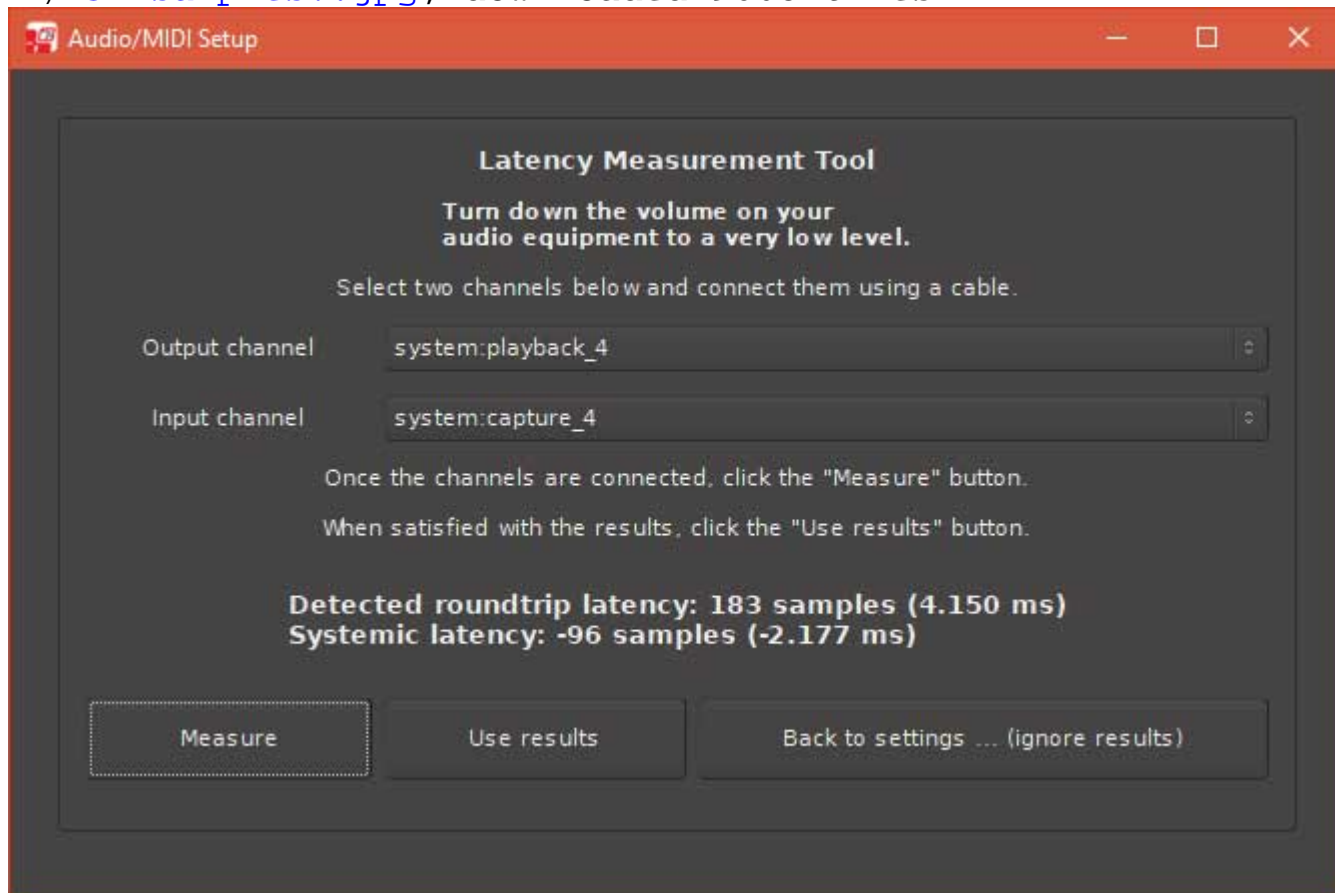 Audio/MIDI Setup
Latency Measurement Tool
Turn down the volume on your
audio equipment to a very low level.
Select two channels below and connect them using a cable.
Output channel system:playback_4
Input channel system:capture_4
Once the channels are connected, click the "Measure" button.
When satisfied with the results, click the "Use results" button.
Detected roundtrip latency: 183 samples (4.150 ms)
Systemic latency: -96 samples (-2.177 ms)
Measure Use results Back to settings ... (ignore results)